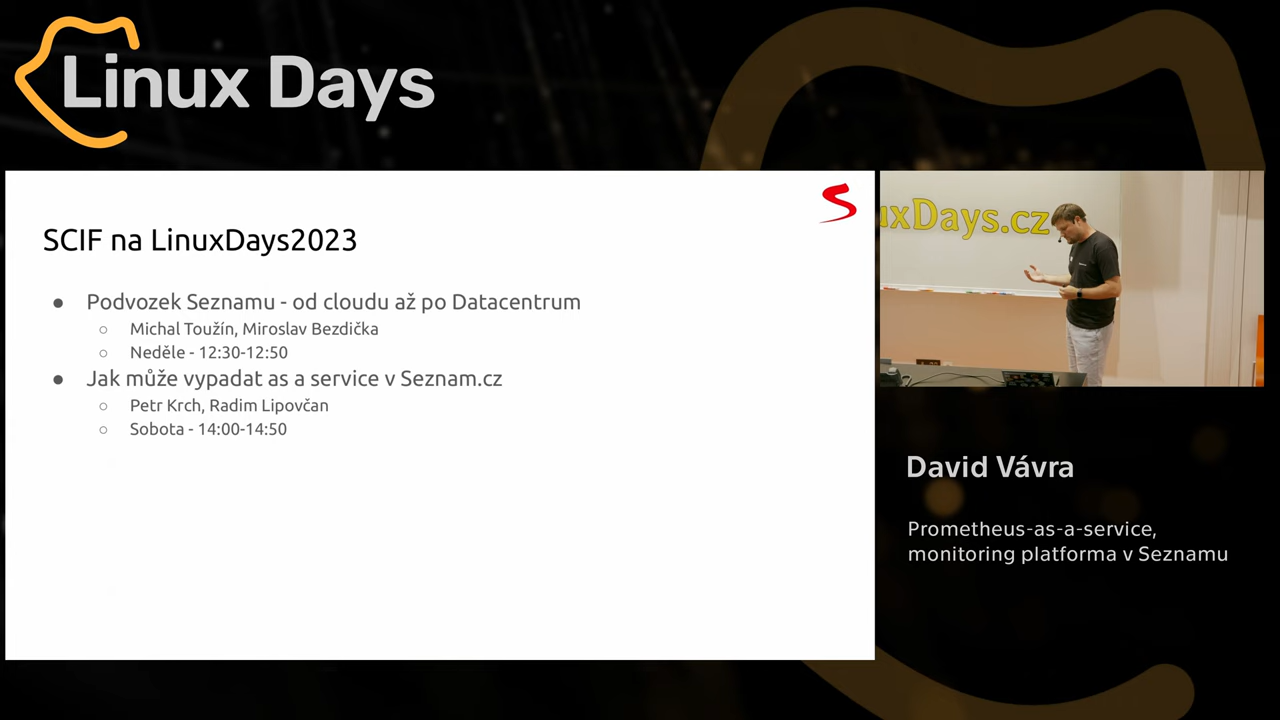 Linux Days
SCIF na LinuxDays2023
Podvozek Seznamu - od cloudu až po Datacentrum
Michal Toužín, Miroslav Bezdička
Neděle - 12:30-12:50
Jak může vypadat as a service v Seznam.cz
Petr Krch, Radim Lipovčan
Sobota - 14:00-14:50
uxDays.cz
David Vávra
Prometheus-as-a-service,
monitoring platforma v Seznamu